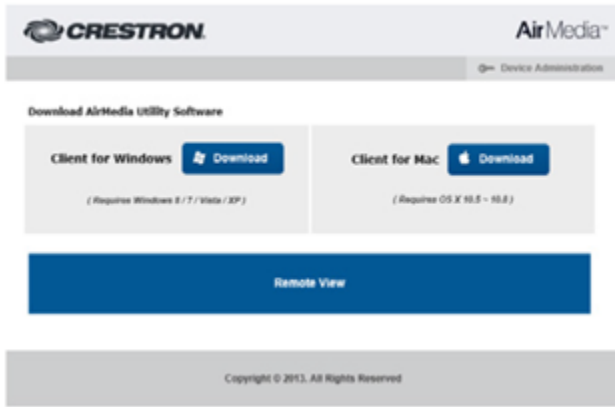 CRESTRON
AirMedia™
Device Administration
Download AirMedia Utility Software
Client for Windows Download
Client for Mac Download
( Requires Windows 8 / 7 / Vista / XP )
( Requires OS X 10.5 ~ 10.8 )
Remote View
Copyright © 2013. All Rights Reserved